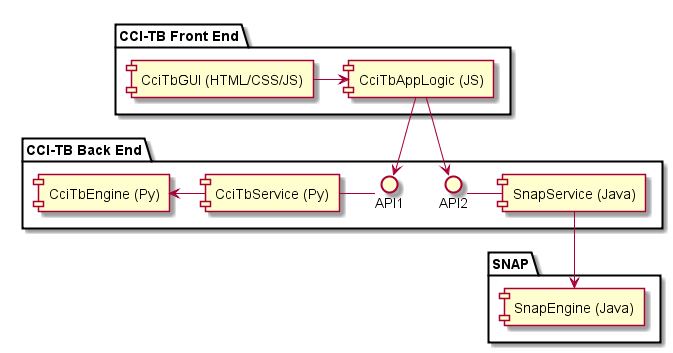 CCI-TB Front End
CciTbGUI (HTML/CSS/JS)
CciTbAppLogic (JS)
CCI-TB Back End
CciTbEngine (Py)
CciTbService (Py)
API1
API2
SnapService (Java)
SNAP
SnapEngine (Java)